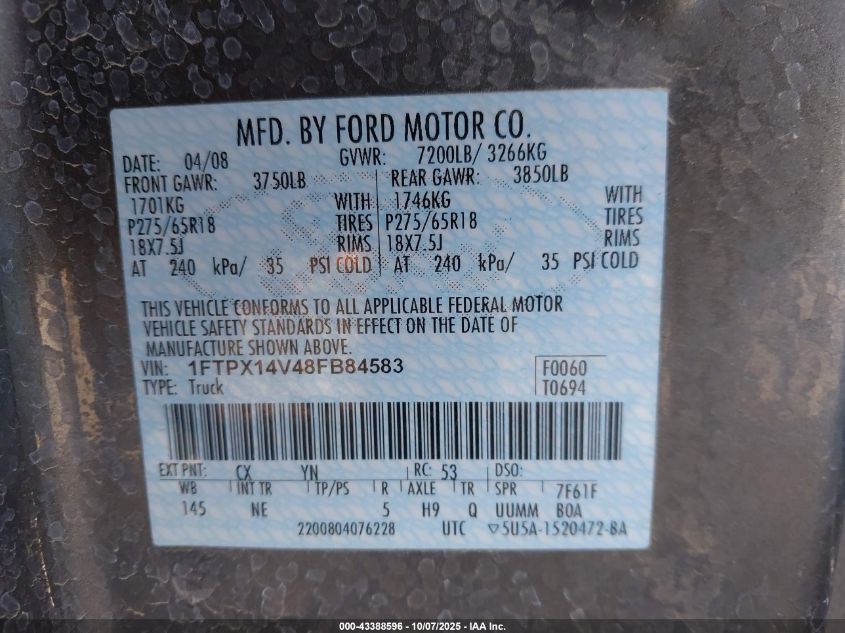 MFD. BY FORD MOTOR CO.
DATE: 04/08 GVWR: 7200LB/ 3266KG
FRONT GAWR: 3750LB REAR GAWR: 3850LB
1701KG WITH 1746KG WITH
P275/65R18 TIRES P275/65R18 TIRES
18X7.5J RIMS 18X7.5J RIMS
AT 240 kPa/ 35 PSI COLD AT 240 kPa/ 35 PSI COLD
THIS VEHICLE CONFORMS TO ALL APPLICABLE FEDERAL MOTOR
VEHICLE SAFETY STANDARDS IN EFFECT ON THE DATE OF
MANUFACTURE SHOWN ABOVE.
VIN: 1FTPX14V48FB84583 F0060
TYPE: Truck T0694
EXT PNT: CX YN RC: 53 DSO:
WB INT TR TP/PS R AXLE TR SPR 7F61F
145 NE 5 H9 Q UUMM BOA
2200804076228 UTC ▽5U5A-1520472-BA
000-43388596 - 10/07/2025 - IAA Inc.